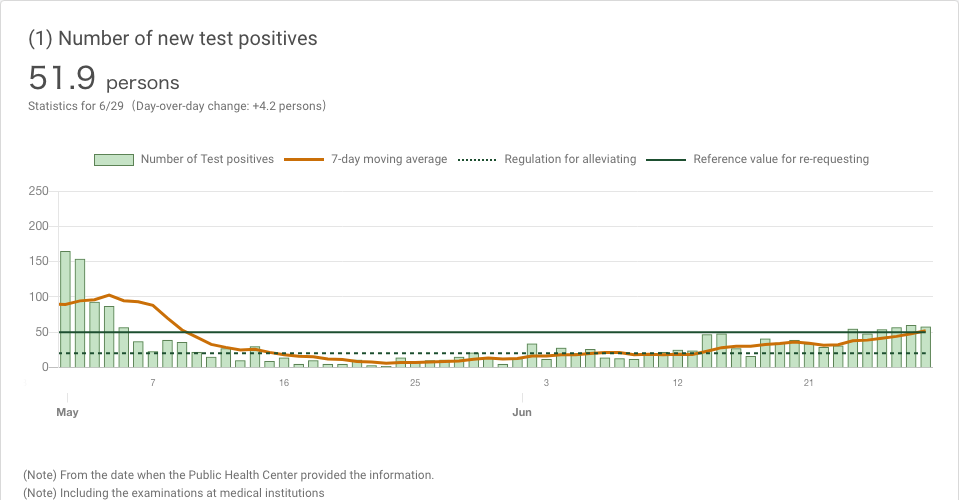 (1) Number of new test positives
51.9 persons
Statistics for 6/29 (Day-over-day change: +4.2 persons)
Number of Test positives 7-day moving average Regulation for alleviating Reference value for re-requesting
250
200
150
100
50
0
7 16 25 3 12 21
May Jun
(Note) From the date when the Public Health Center provided the information.
(Note) Including the examinations at medical institutions